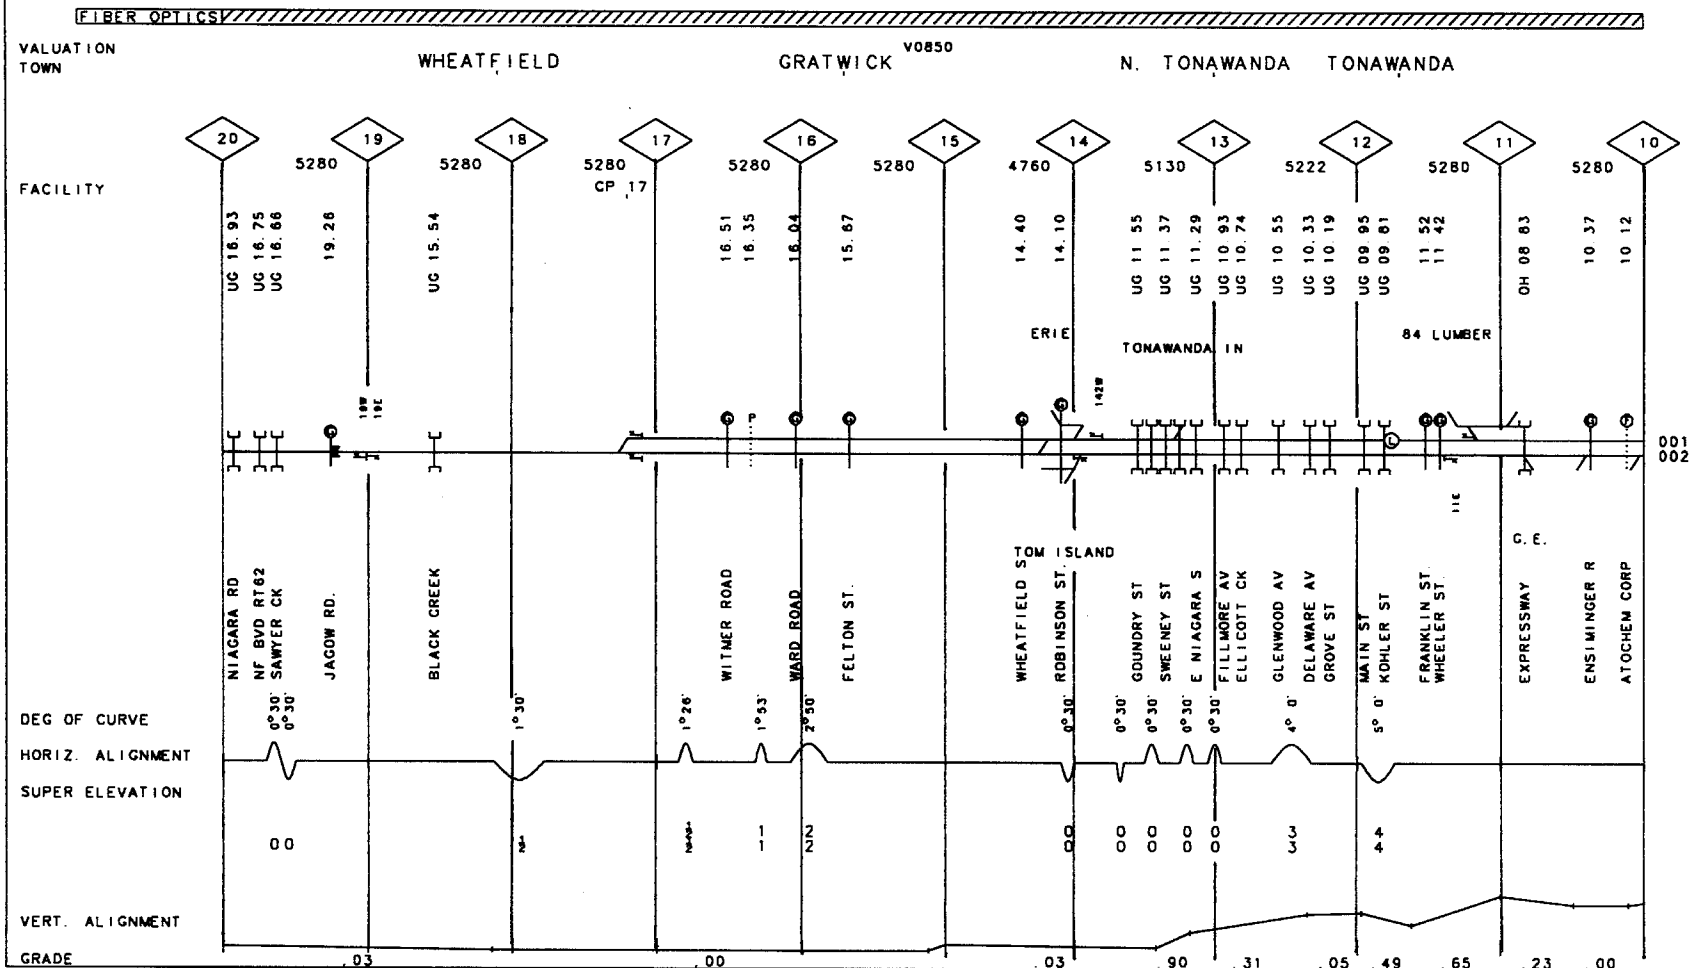 FIBER OPTICS
VALUATION V0850
TOWN WHEATFIELD GRATWICK N. TONAWANDA TONAWANDA
20 19 18 17 16 15 14 13 12 11 10
5280 5280 5280 5280 5280 4760 5130 5222 5280 5280
FACILITY CP 17
UG 16.93
UG 16.75
UG 16.66
19.26
UG 15.54
16.51
16.35
16.04
15.67
14.40
14.10
UG 11 55
UG 11.37
UG 11.29
UG 10.93
UG 10.74
UG 10 55
UG 10.33
UG 10.19
UG 09.95
UG 09.81
11.52
11.42
OH 08 83
10.37
10.12
ERIE TONAWANDA IN 84 LUMBER
19W
19E
142W
G G G G G G G G
P
L
001
002
11E
TOM ISLAND G.E.
NIAGARA RD
NF BVD RT62
SAWYER CK
JAGOW RD.
BLACK CREEK
WITMER ROAD
WARD ROAD
FELTON ST.
WHEATFIELD S
ROBINSON ST.
GOUNDRY ST
SWEENEY ST
E NIAGARA S
FILLMORE AV
ELLICOTT CK
GLENWOOD AV
DELAWARE AV
GROVE ST
MAIN ST
KOHLER ST
FRANKLIN ST.
WHEELER ST.
EXPRESSWAY
ENSIMINGER R
ATOCHEM CORP
DEG OF CURVE 0°30' 0°30' 1°30' 1°26' 1°53' 2°50' 0°30' 0°30' 0°30' 0°30' 0°30' 4° 0' 5° 0'
HORIZ. ALIGNMENT
SUPER ELEVATION
1 2 0 0 0 0 0 3 4
0 0 1 2 0 0 0 0 0 3 4
VERT. ALIGNMENT
GRADE .03 .00 .03 .90 .31 .05 .49 .65 .23 .00